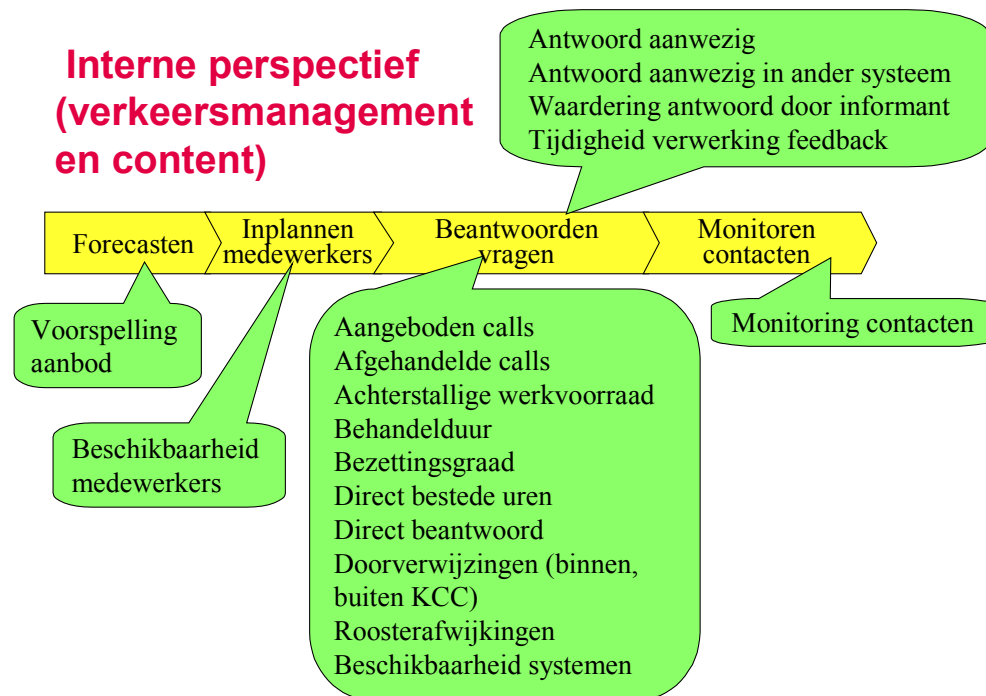 Interne perspectief
(verkeersmanagement
en content)
Antwoord aanwezig
Antwoord aanwezig in ander systeem
Waardering antwoord door informant
Tijdigheid verwerking feedback
Forecasten
Inplannen
medewerkers
Beantwoorden
vragen
Monitoren
contacten
Voorspelling
aanbod
Beschikbaarheid
medewerkers
Aangeboden calls
Afgehandelde calls
Achterstallige werkvoorraad
Behandelduur
Bezettingsgraad
Direct bestede uren
Direct beantwoord
Doorverwijzingen (binnen,
buiten KCC)
Roosterafwijkingen
Beschikbaarheid systemen
Monitoring contacten